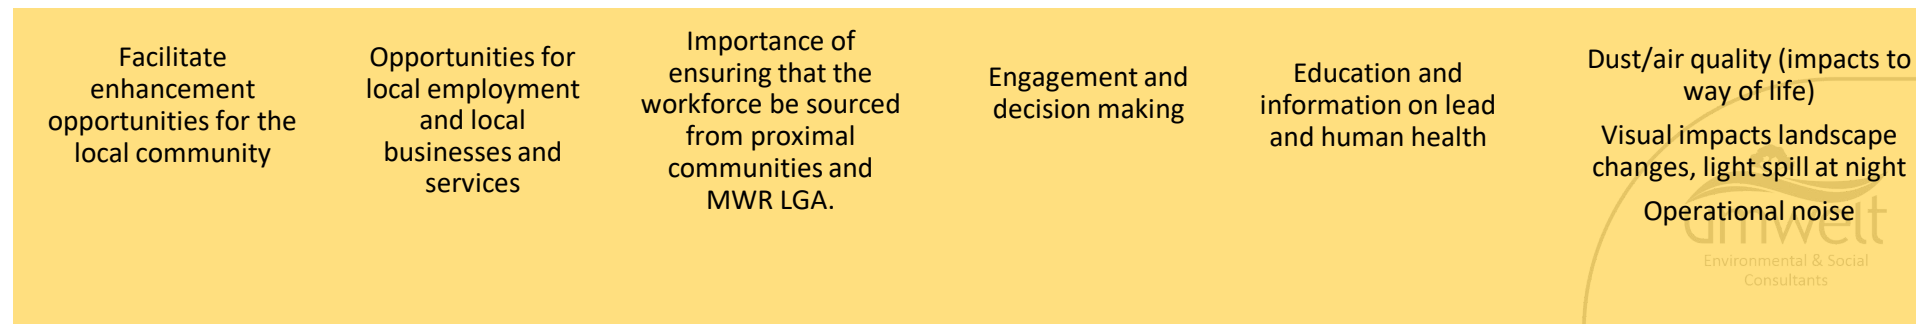 Facilitate
enhancement
opportunities for the
local community
Opportunities for
local employment
and local
businesses and
services
Importance of
ensuring that the
workforce be sourced
from proximal
communities and
MWR LGA.
Engagement and
decision making
Education and
information on lead
and human health
Dust/air quality (impacts to
way of life)
Visual impacts landscape
changes, light spill at night
Operational noise
umwelt
Environmental & Social
Consultants